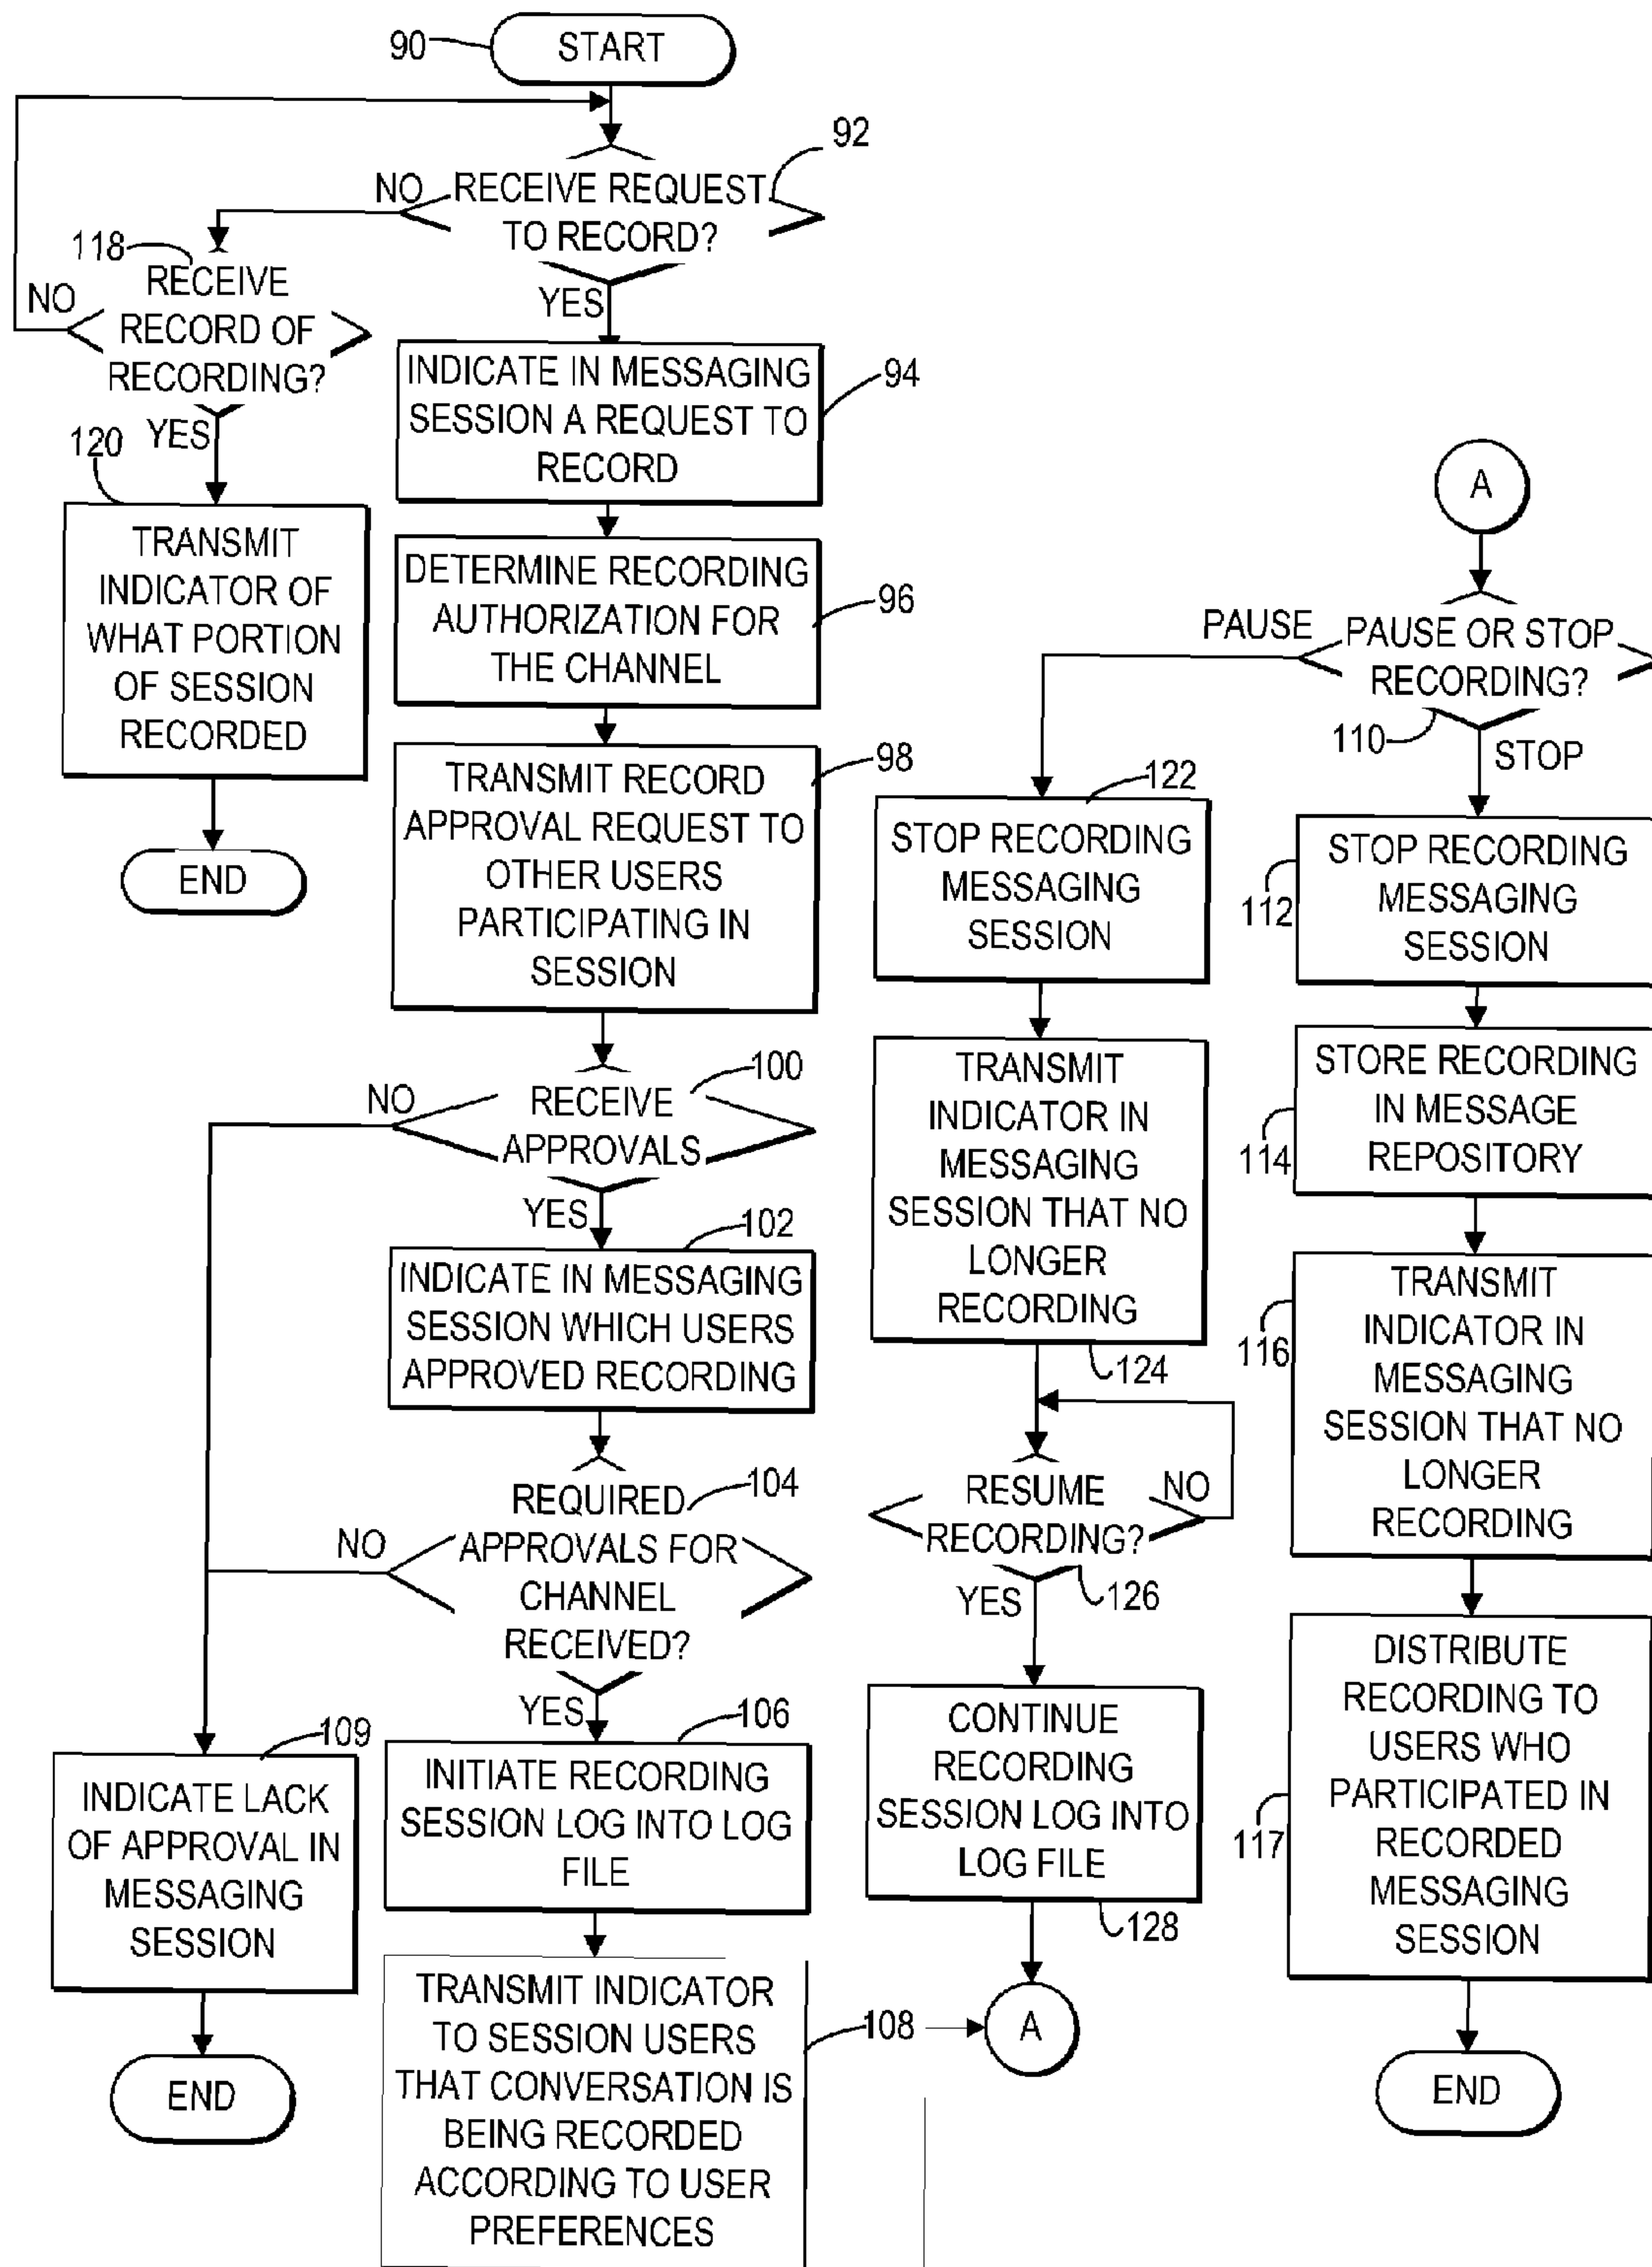 90
START
92
NO
RECEIVE REQUEST
TO RECORD?
YES
118
RECEIVE
RECORD OF
RECORDING?
NO
YES
120
TRANSMIT
INDICATOR OF
WHAT PORTION
OF SESSION
RECORDED
END
INDICATE IN MESSAGING
SESSION A REQUEST TO
RECORD
94
DETERMINE RECORDING
AUTHORIZATION FOR
THE CHANNEL
96
TRANSMIT RECORD
APPROVAL REQUEST TO
OTHER USERS
PARTICIPATING IN
SESSION
98
RECEIVE
APPROVALS
100
NO
YES
102
INDICATE IN MESSAGING
SESSION WHICH USERS
APPROVED RECORDING
REQUIRED
APPROVALS FOR
CHANNEL
RECEIVED?
104
NO
YES
106
INITIATE RECORDING
SESSION LOG INTO LOG
FILE
109
INDICATE LACK
OF APPROVAL IN
MESSAGING
SESSION
END
TRANSMIT INDICATOR
TO SESSION USERS
THAT CONVERSATION IS
BEING RECORDED
ACCORDING TO USER
PREFERENCES
108
A
A
PAUSE
PAUSE OR STOP
RECORDING?
110
STOP
122
STOP RECORDING
MESSAGING
SESSION
TRANSMIT
INDICATOR IN
MESSAGING
SESSION THAT NO
LONGER
RECORDING
124
RESUME
RECORDING?
NO
126
YES
CONTINUE
RECORDING
SESSION LOG INTO
LOG FILE
128
STOP RECORDING
MESSAGING
SESSION
112
STORE RECORDING
IN MESSAGE
REPOSITORY
114
TRANSMIT
INDICATOR IN
MESSAGING
SESSION THAT NO
LONGER
RECORDING
116
DISTRIBUTE
RECORDING TO
USERS WHO
PARTICIPATED IN
RECORDED
MESSAGING
SESSION
117
END